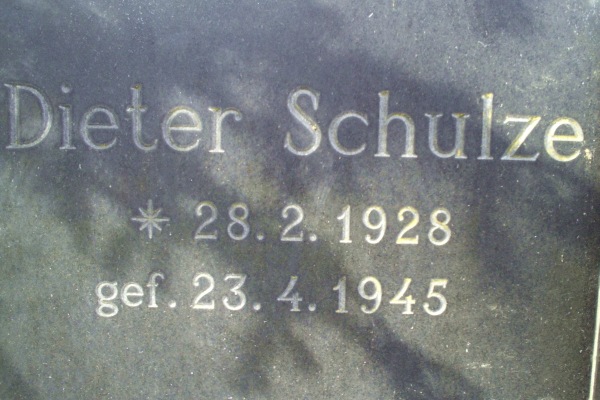 Dieter Schulze
* 28. 2. 1928
gef. 23. 4. 1945